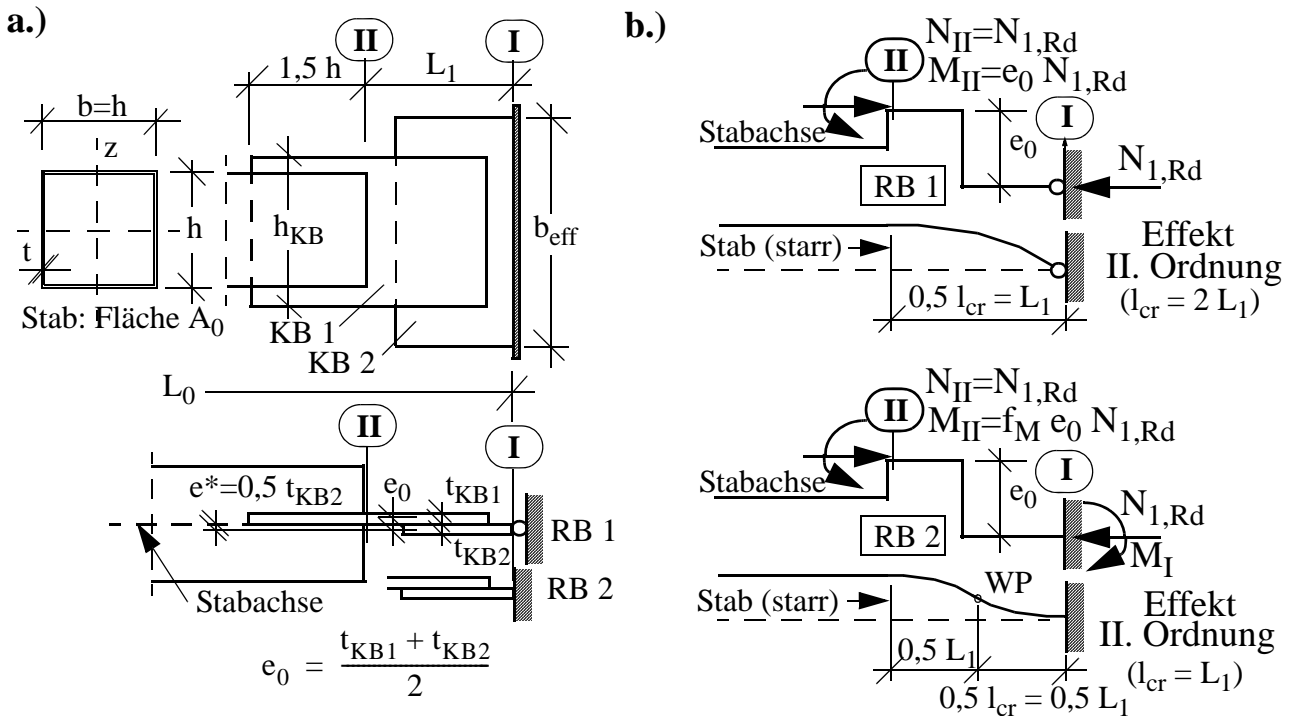 a.)
II
I
1,5 h
L1
b=h
z
h
t
hKB
beff
Stab: Fläche A0
KB 1
KB 2
L0
II
I
e*=0,5 tKB2
e0
tKB1
RB 1
tKB2
RB 2
Stabachse
e0 = tKB1 + tKB2
2
b.)
NII=N1,Rd
II
MII=e0 N1,Rd
I
Stabachse
e0
RB 1
N1,Rd
Stab (starr)
Effekt
II. Ordnung
(lcr = 2 L1)
0,5 lcr = L1
NII=N1,Rd
II
MII=fM e0 N1,Rd
I
Stabachse
e0
N1,Rd
RB 2
MI
WP
Stab (starr)
Effekt
II. Ordnung
(lcr = L1)
0,5 L1
0,5 lcr = 0,5 L1